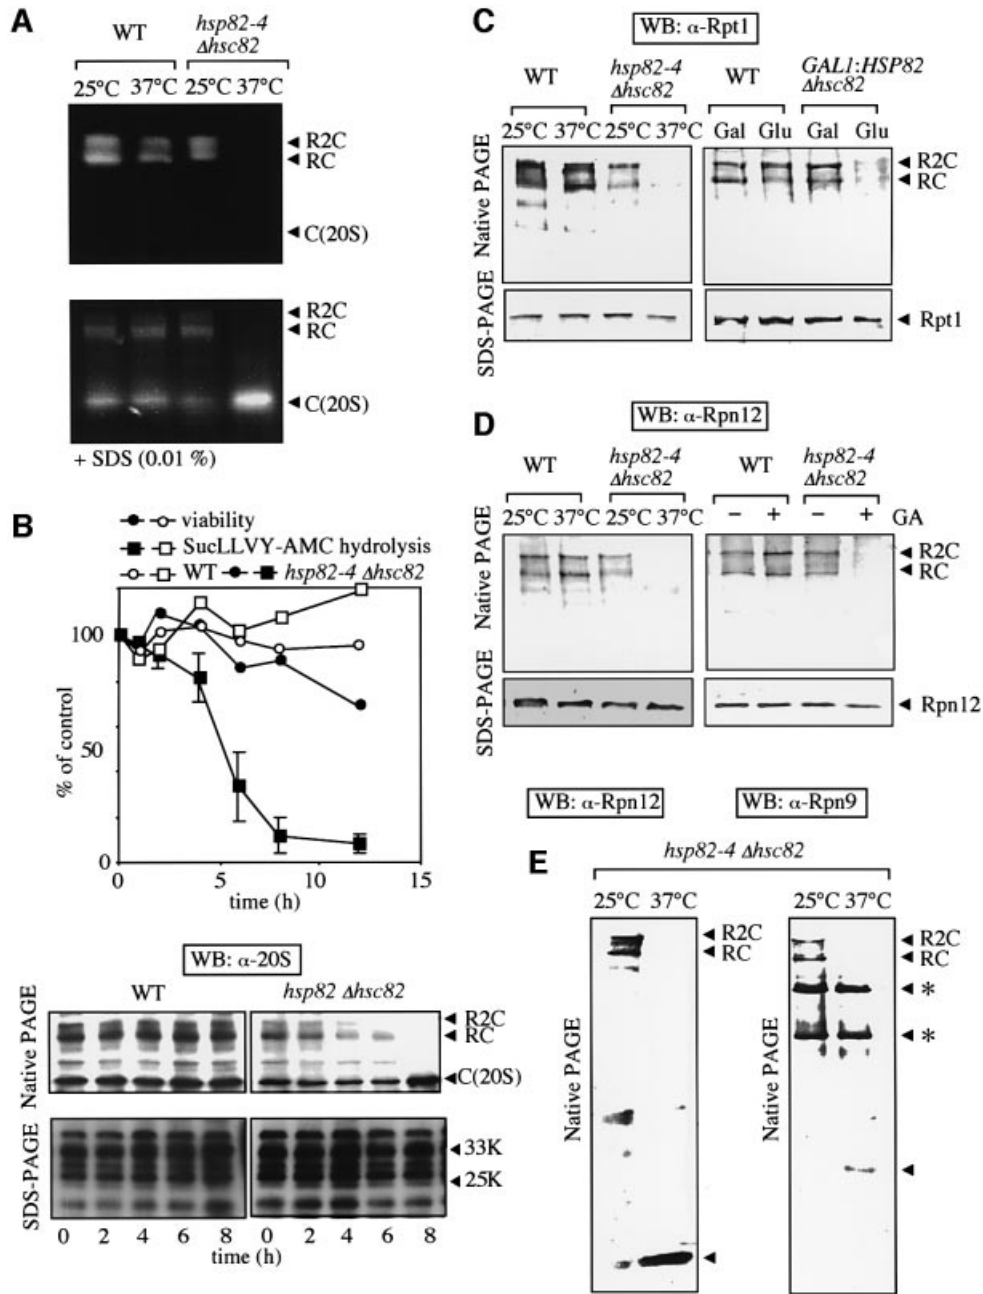 A
WT
hsp82-4
Δhsc82
25°C 37°C 25°C 37°C
R2C
RC
C(20S)
R2C
RC
C(20S)
+ SDS (0.01 %)
B
viability
SucLLVY-AMC hydrolysis
WT hsp82-4 Δhsc82
% of control
100
50
0
0 5 10 15
time (h)
WB: α-20S
WT hsp82 Δhsc82
Native PAGE
R2C
RC
C(20S)
SDS-PAGE
33K
25K
0 2 4 6 8 0 2 4 6 8
time (h)
C
WB: α-Rpt1
WT
hsp82-4
Δhsc82
WT
GAL1:HSP82
Δhsc82
25°C 37°C 25°C 37°C Gal Glu Gal Glu
Native PAGE
R2C
RC
SDS-PAGE
Rpt1
D
WB: α-Rpn12
WT
hsp82-4
Δhsc82
WT
hsp82-4
Δhsc82
25°C 37°C 25°C 37°C − + − + GA
Native PAGE
R2C
RC
SDS-PAGE
Rpn12
WB: α-Rpn12 WB: α-Rpn9
E
hsp82-4 Δhsc82
25°C 37°C 25°C 37°C
Native PAGE
R2C
RC
Native PAGE
R2C
RC
*
*